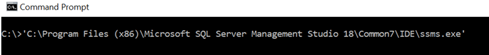 Command Prompt
C:\>'C:\Program Files (x86)\Microsoft SQL Server Management Studio 18\Common7\IDE\ssms.exe'